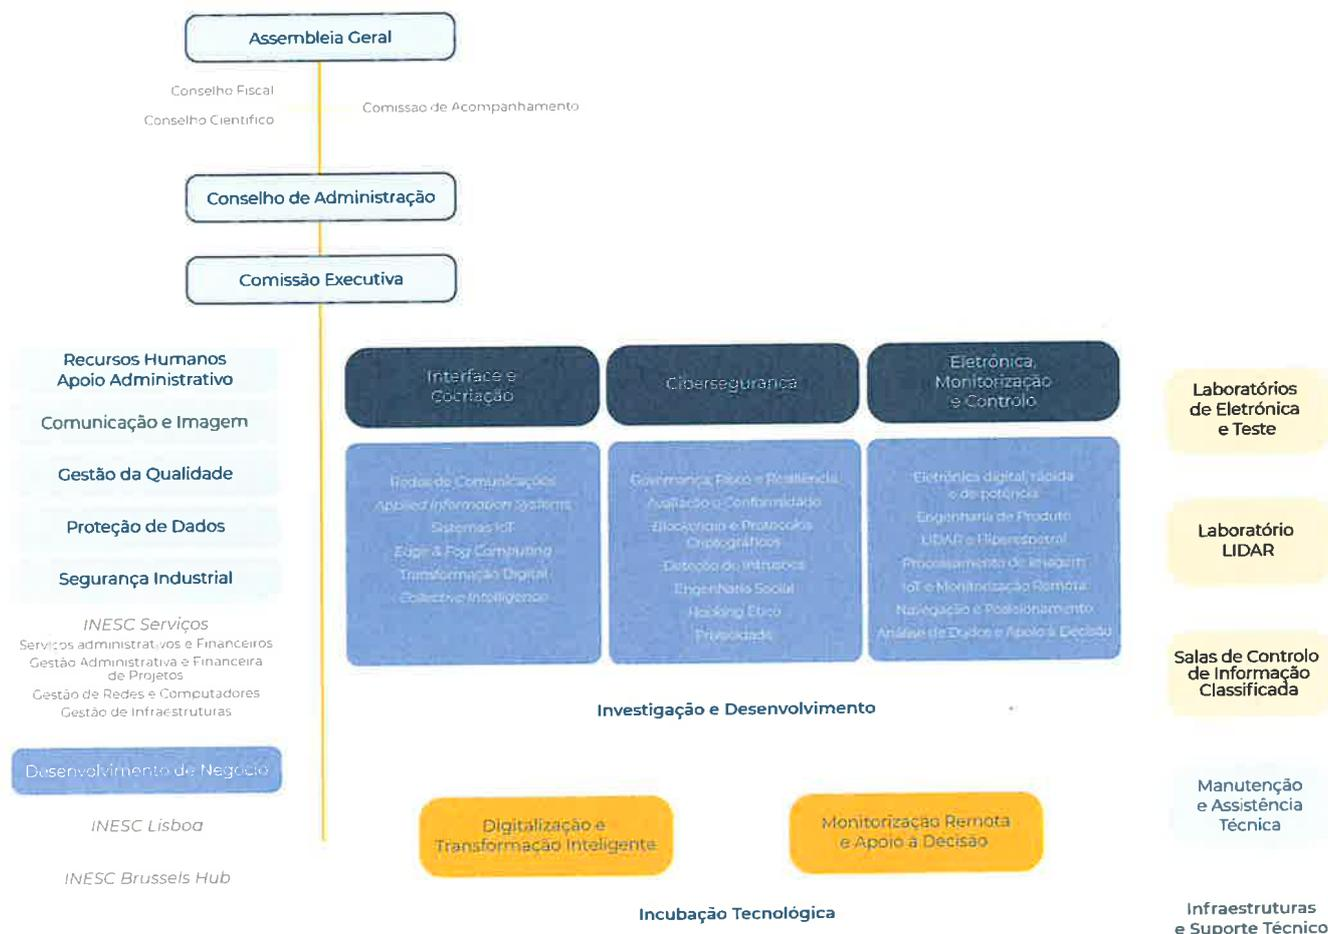 Assembleia Geral
Conselho Fiscal
Comissão de Acompanhamento
Conselho Científico
Conselho de Administração
Comissão Executiva
Recursos Humanos
Apoio Administrativo
Comunicação e Imagem
Gestão da Qualidade
Proteção de Dados
Segurança Industrial
INESC Serviços
Serviços administrativos e Financeiros
Gestão Administrativa e Financeira
de Projetos
Gestão de Redes e Computadores
Gestão de Infraestruturas
Desenvolvimento de Negócio
INESC Lisboa
INESC Brussels Hub
Interface e
Cocriação
Redes de Comunicações
Applied Information Systems
Sistemas IoT
Edge & Fog Computing
Transformação Digital
Collective Intelligence
Cibersegurança
Governança, Risco e Resiliência
Avaliação e Conformidade
Blockchain e Protocolos
Criptográficos
Deteção de Intrusões
Engenharia Social
Hacking Ético
Privacidade
Eletrónica,
Monitorização
e Controlo
Eletrónica digital, rápida
e de potência
Engenharia de Produto
LIDAR e Hiperespetral
Processamento de Imagem
IoT e Monitorização Remota
Navegação e Posicionamento
Análise de Dados e Apoio à Decisão
Investigação e Desenvolvimento
Digitalização e
Transformação Inteligente
Monitorização Remota
e Apoio à Decisão
Incubação Tecnológica
Laboratórios
de Eletrónica
e Teste
Laboratório
LIDAR
Salas de Controlo
de Informação
Classificada
Manutenção
e Assistência
Técnica
Infraestruturas
e Suporte Técnico